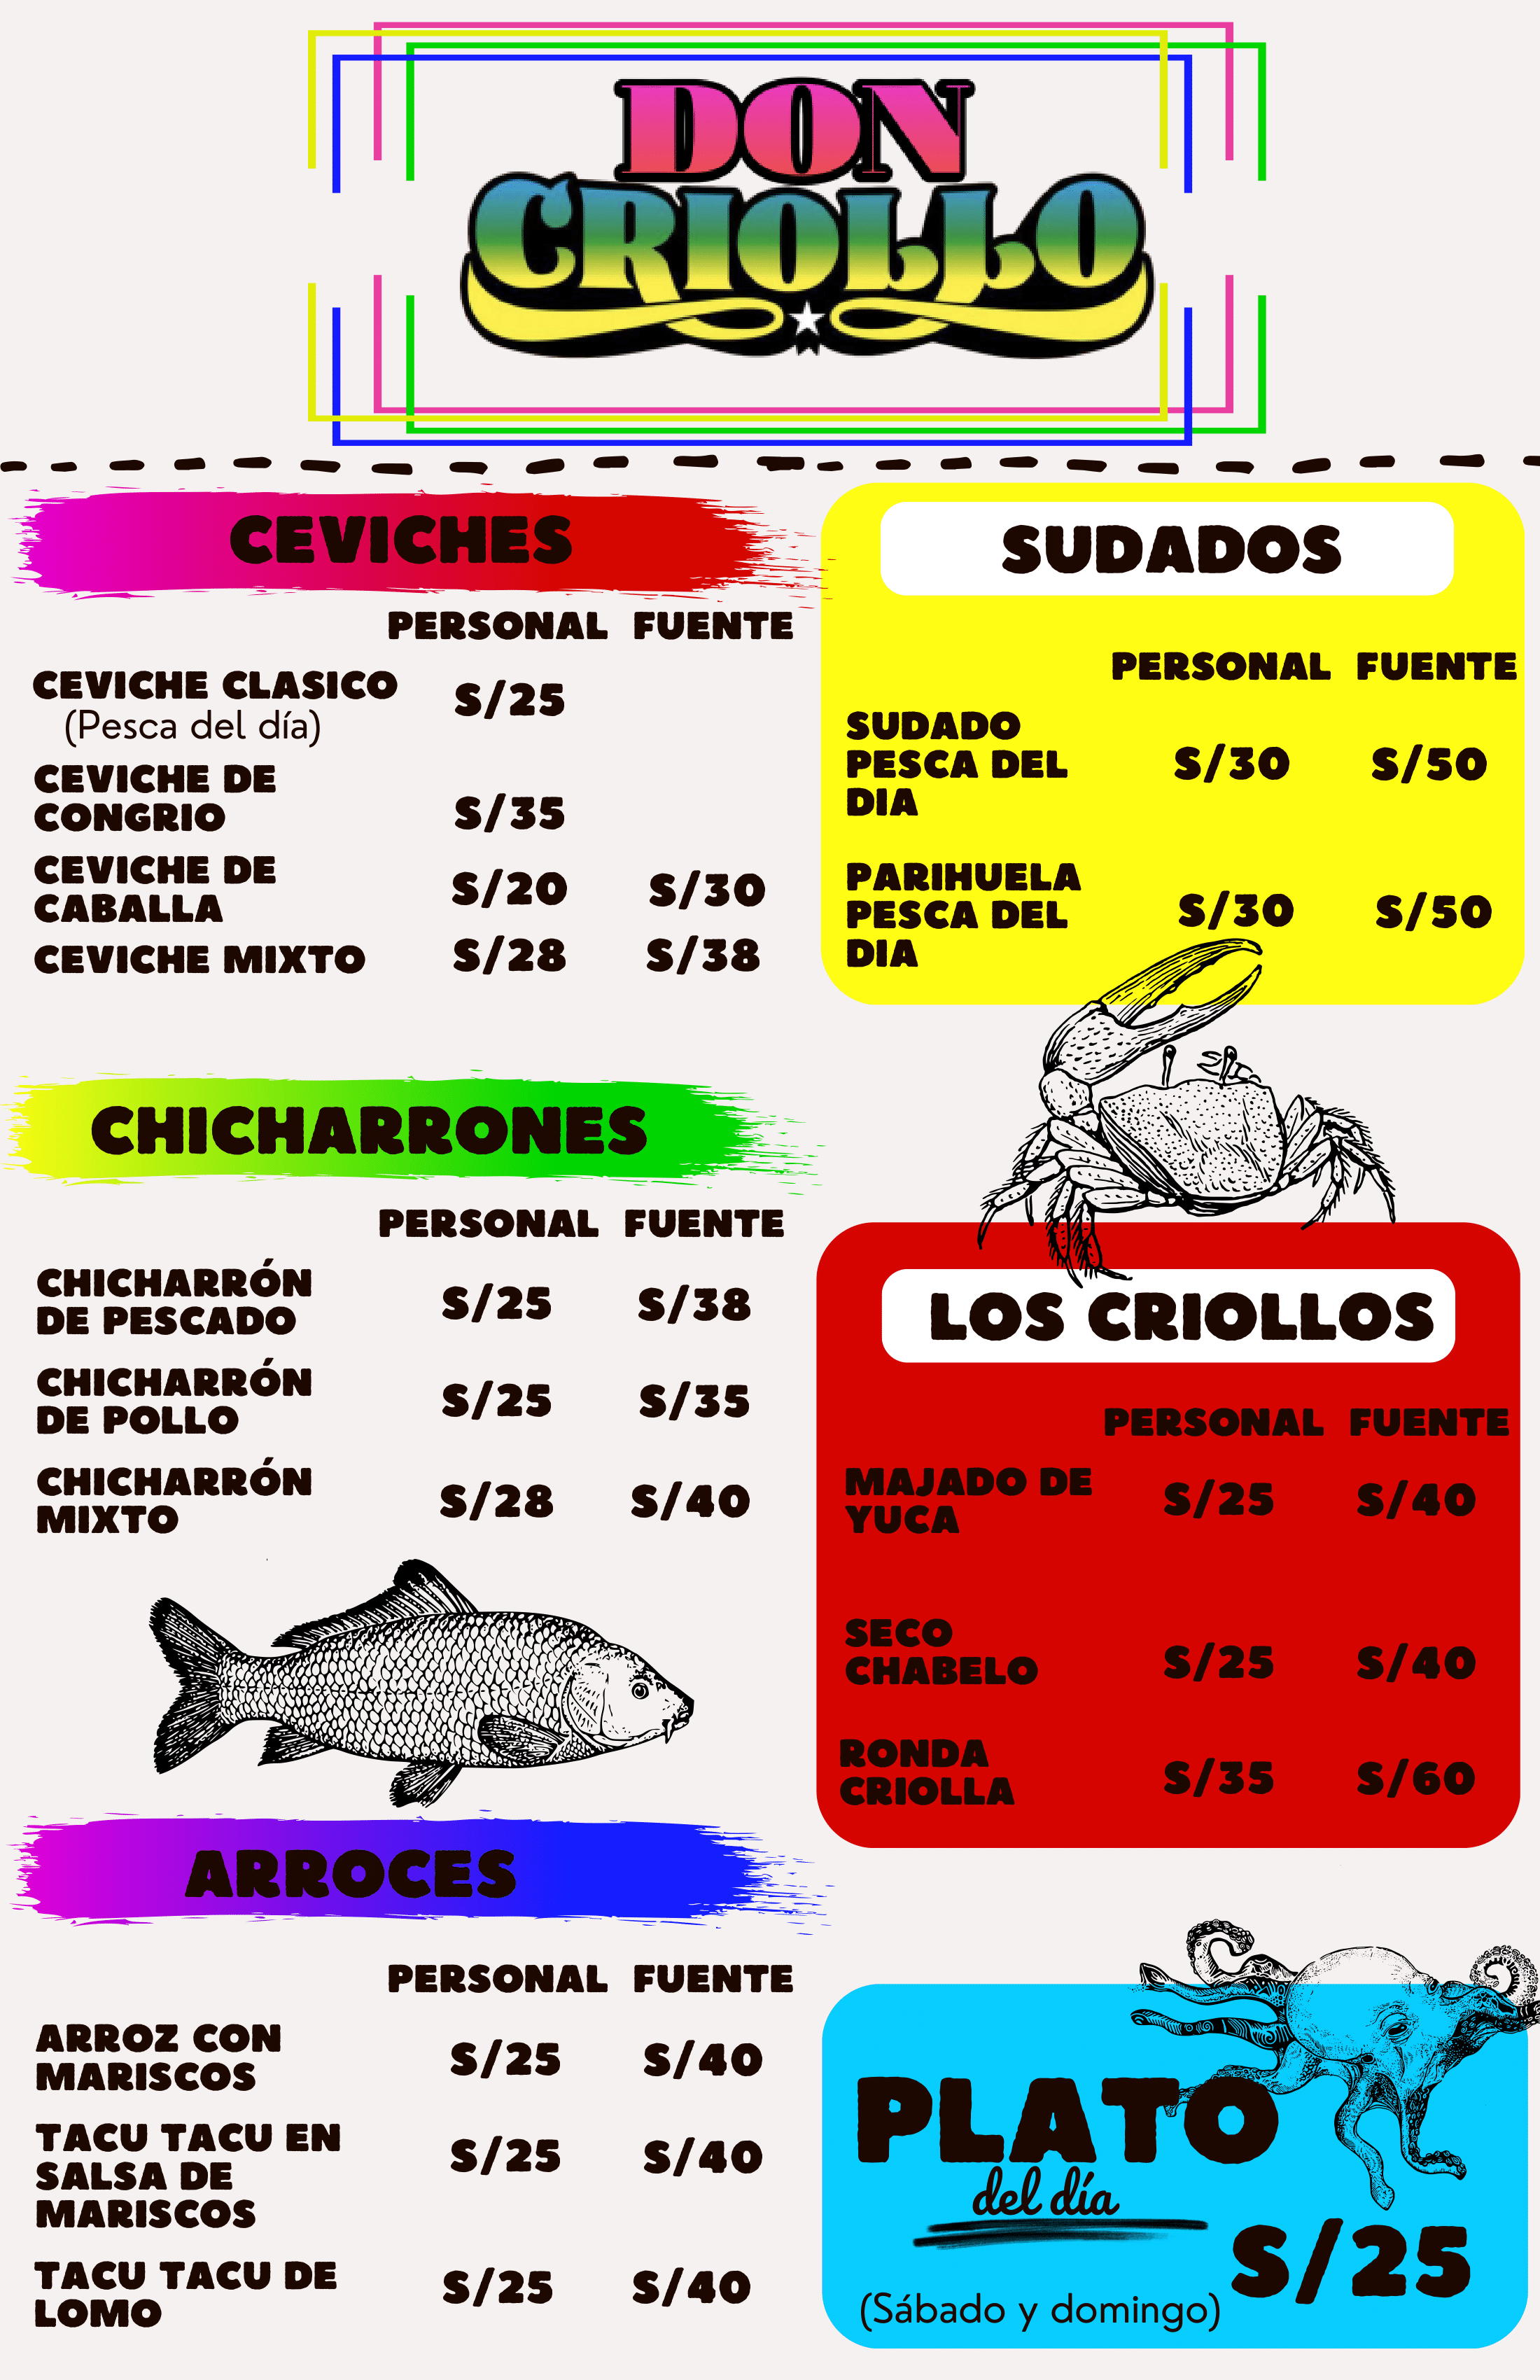 DON
CRIOLLO
CEVICHES
PERSONAL FUENTE
CEVICHE CLASICO S/25
(Pesca del día)
CEVICHE DE
CONGRIO S/35
CEVICHE DE
CABALLA S/20 S/30
CEVICHE MIXTO S/28 S/38
CHICHARRONES
PERSONAL FUENTE
CHICHARRÓN
DE PESCADO S/25 S/38
CHICHARRÓN
DE POLLO S/25 S/35
CHICHARRÓN
MIXTO S/28 S/40
ARROCES
PERSONAL FUENTE
ARROZ CON
MARISCOS S/25 S/40
TACU TACU EN
SALSA DE S/25 S/40
MARISCOS
TACU TACU DE
LOMO S/25 S/40
SUDADOS
PERSONAL FUENTE
SUDADO
PESCA DEL S/30 S/50
DIA
PARIHUELA
PESCA DEL S/30 S/50
DIA
LOS CRIOLLOS
PERSONAL FUENTE
MAJADO DE
YUCA S/25 S/40
SECO
CHABELO S/25 S/40
RONDA
CRIOLLA S/35 S/60
PLATO
del día
S/25
(Sábado y domingo)